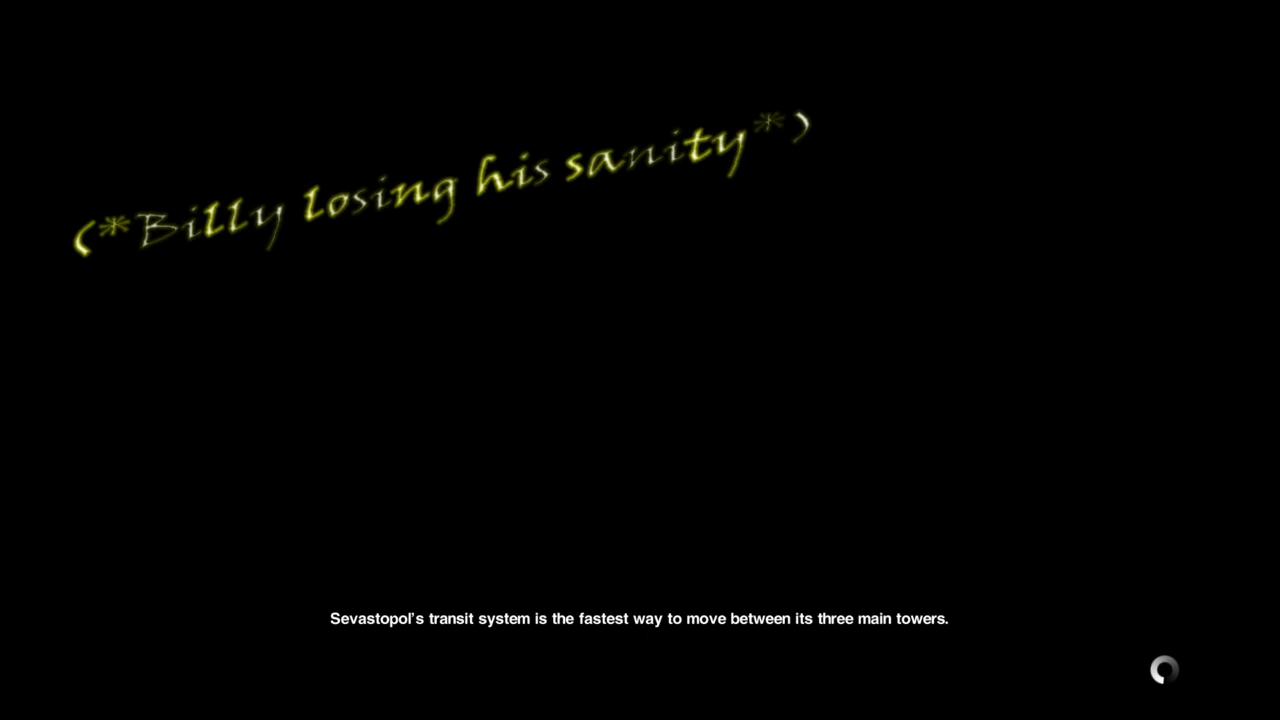 (*Billy losing his sanity*)
Sevastopol's transit system is the fastest way to move between its three main towers.